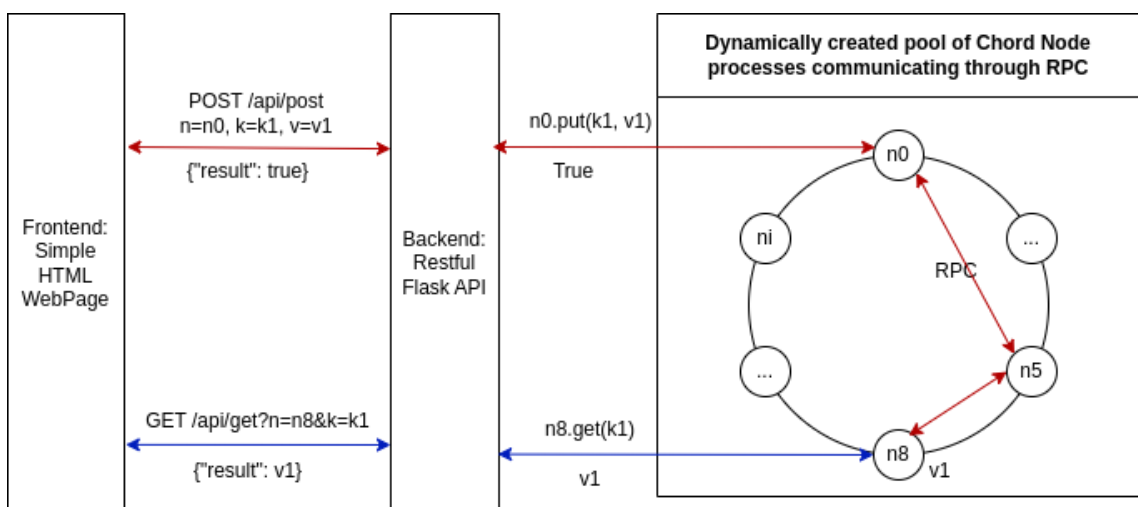 Dynamically created pool of Chord Node
processes communicating through RPC
POST /api/post
n=n0, k=k1, v=v1
{"result": true}
n0.put(k1, v1)
True
n0
Frontend:
Simple
HTML
WebPage
Backend:
Restful
Flask API
ni
...
RPC
...
n5
GET /api/get?n=n8&k=k1
{"result": v1}
n8.get(k1)
v1
n8
v1